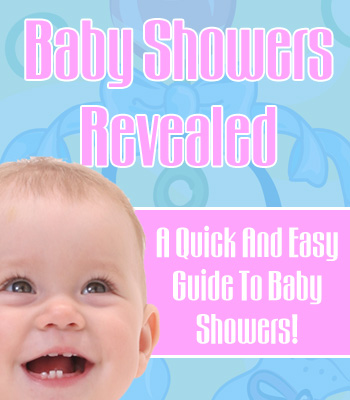 Baby Showers
Revealed
A Quick And Easy
Guide To Baby
Showers!